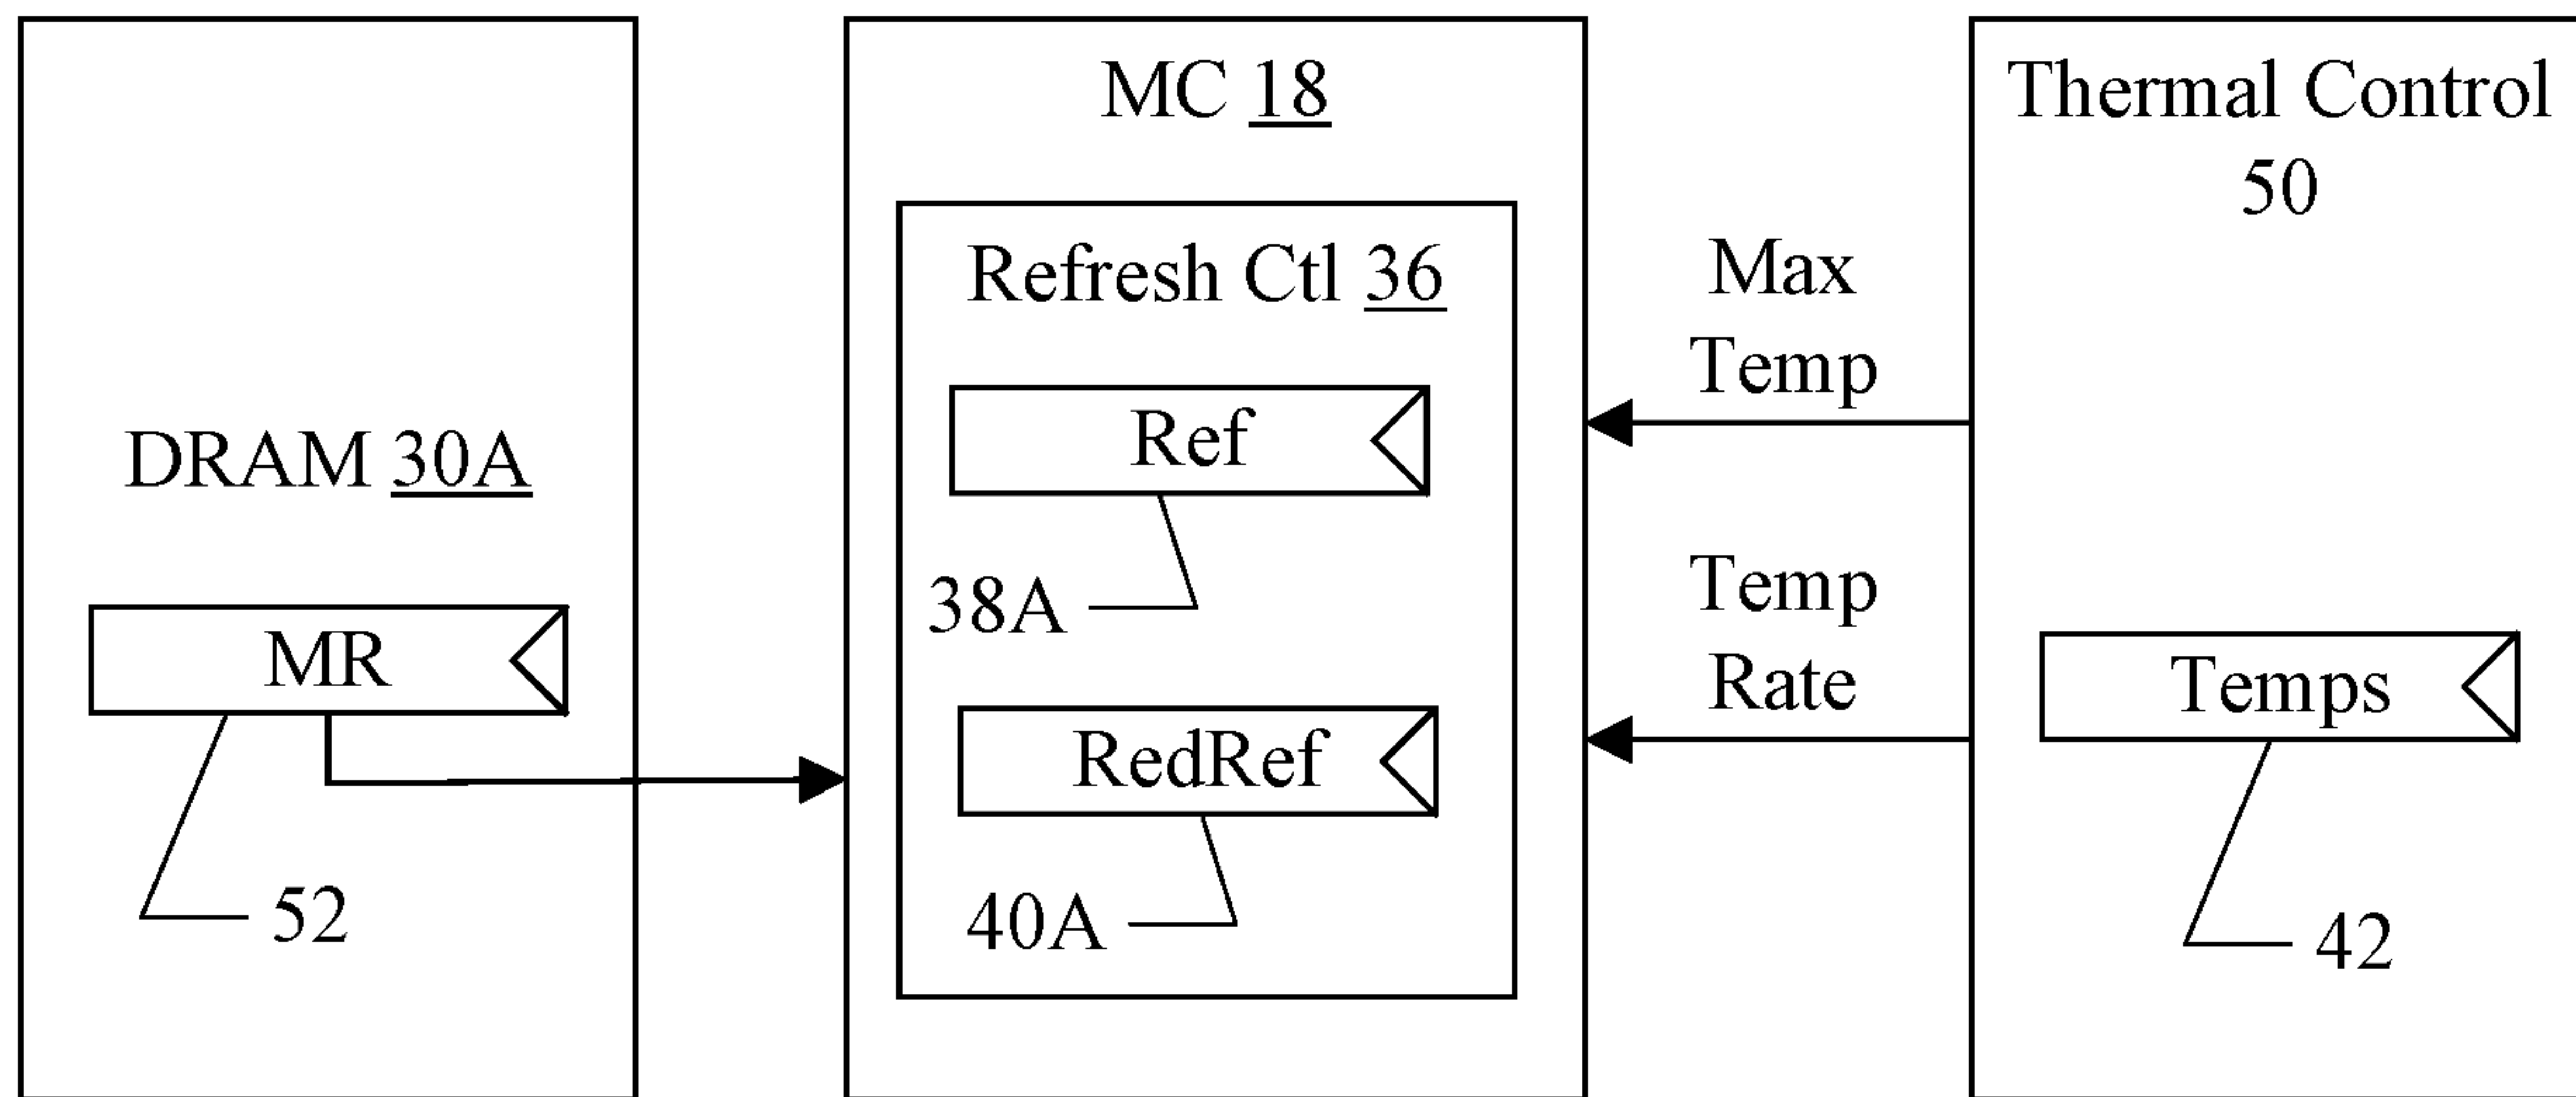 DRAM 30A
MR
52
MC 18
Refresh Ctl 36
Ref
38A
RedRef
40A
Max
Temp
Temp
Rate
Thermal Control
50
Temps
42